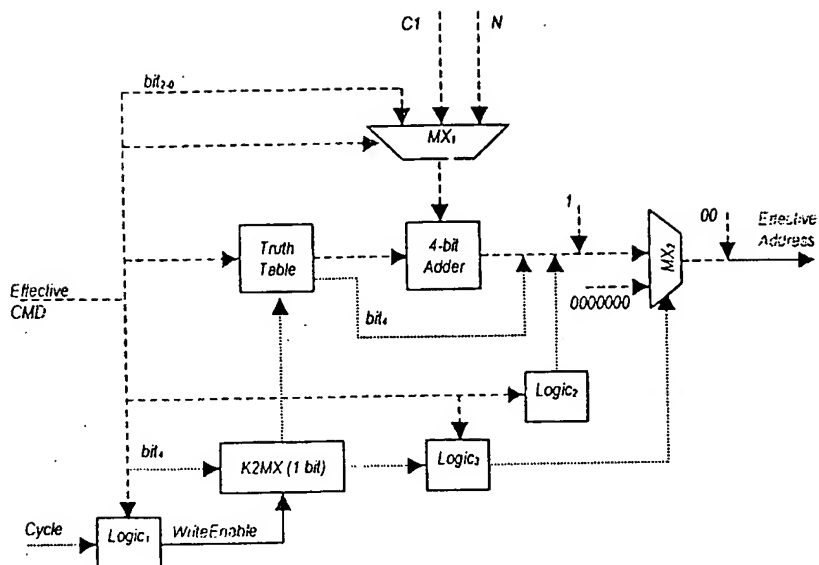 C1
N
bit2-0
MX1
1
00
Effective
Address
Truth
Table
4-bit
Adder
MX2
0000000
Effective
CMD
bit4
Logic2
bit4
K2MX (1 bit)
Logic3
Cycle
Logic1
WriteEnable